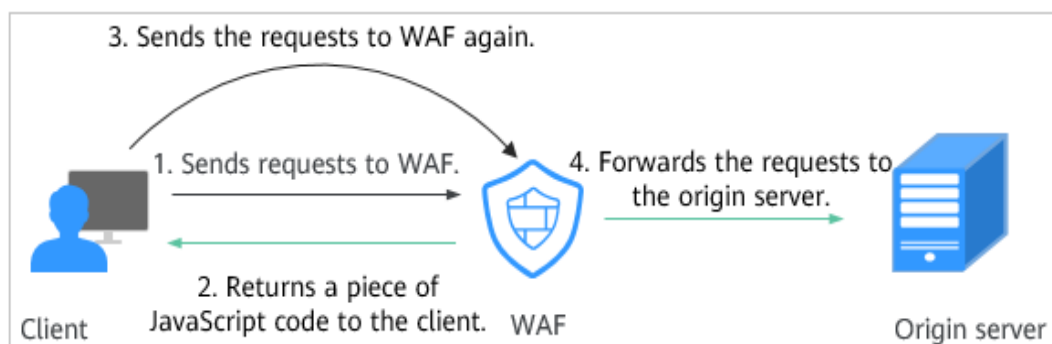 3. Sends the requests to WAF again.
1. Sends requests to WAF.
4. Forwards the requests to
the origin server.
2. Returns a piece of
JavaScript code to the client.
Client
WAF
Origin server